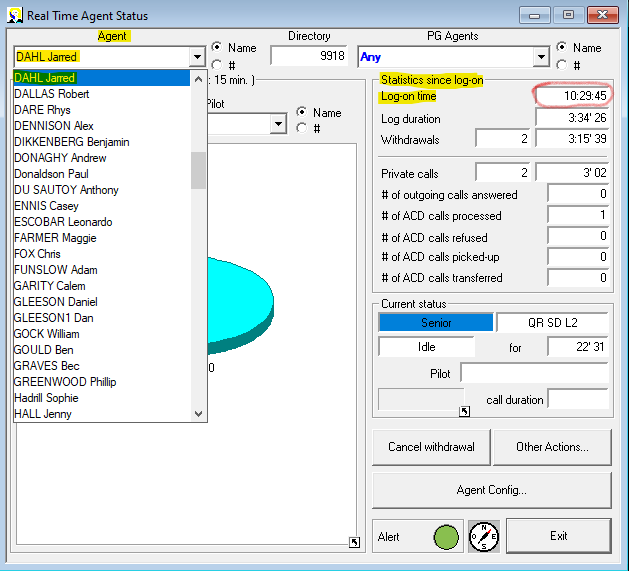 Real Time Agent Status
Agent
Directory
PG Agents
DAHL Jarred
Name
#
9918
Any
Name
#
: 15 min. )
Pilot
Name
#
DAHL Jarred
DALLAS Robert
DARE Rhys
DENNISON Alex
DIKKENBERG Benjamin
DONAGHY Andrew
Donaldson Paul
DU SAUTOY Anthony
ENNIS Casey
ESCOBAR Leonardo
FARMER Maggie
FOX Chris
FUNSLOW Adam
GARITY Calem
GLEESON Daniel
GLEESON1 Dan
GOCK William
GOULD Ben
GRAVES Bec
GREENWOOD Phillip
Hadrill Sophie
HALL Jenny
0
Statistics since log-on
Log-on time 10:29:45
Log duration 3:34' 26
Withdrawals 2 3:15' 39
Private calls 2 3' 02
# of outgoing calls answered 0
# of ACD calls processed 1
# of ACD calls refused 0
# of ACD calls picked-up 0
# of ACD calls transferred 0
Current status
Senior QR SD L2
Idle for 22' 31
Pilot
call duration
Cancel withdrawal Other Actions...
Agent Config...
Alert N O E S Exit